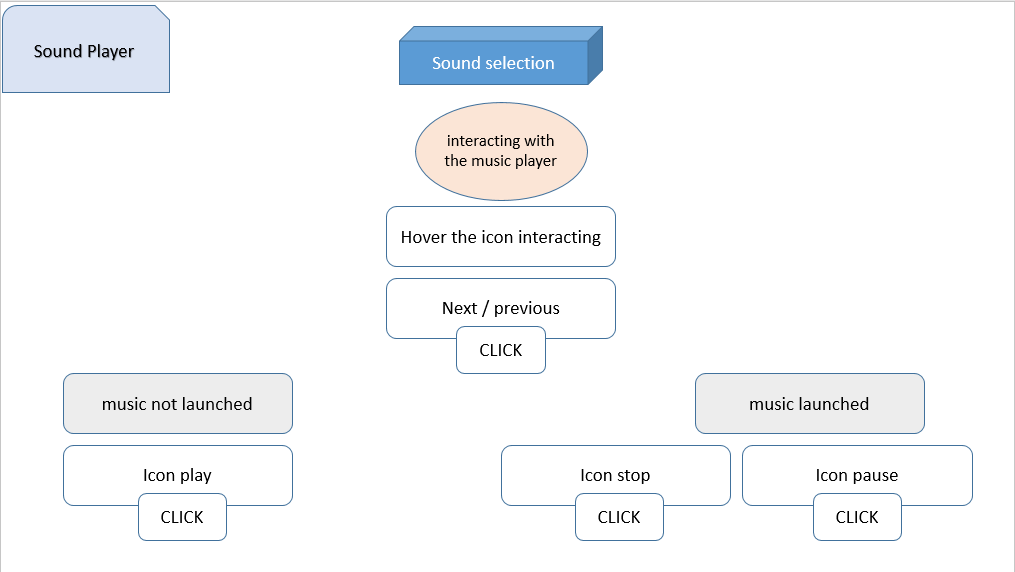 Sound Player
Sound selection
interacting with
the music player
Hover the icon interacting
Next / previous
CLICK
music not launched
music launched
Icon play
Icon stop
Icon pause
CLICK
CLICK
CLICK